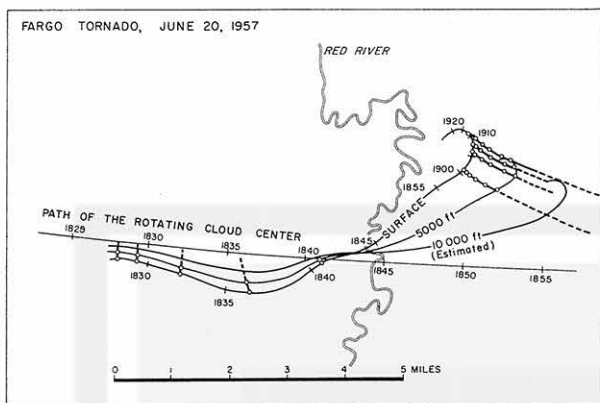 FARGO TORNADO, JUNE 20, 1957
RED RIVER
1920
1910
1900
1855
PATH OF THE ROTATING CLOUD CENTER
1825
1830
1835
1840
1845
SURFACE
5000 ft
10 000 ft
(Estimated)
1830
1835
1840
1845
1850
1855
0 1 2 3 4 5 MILES